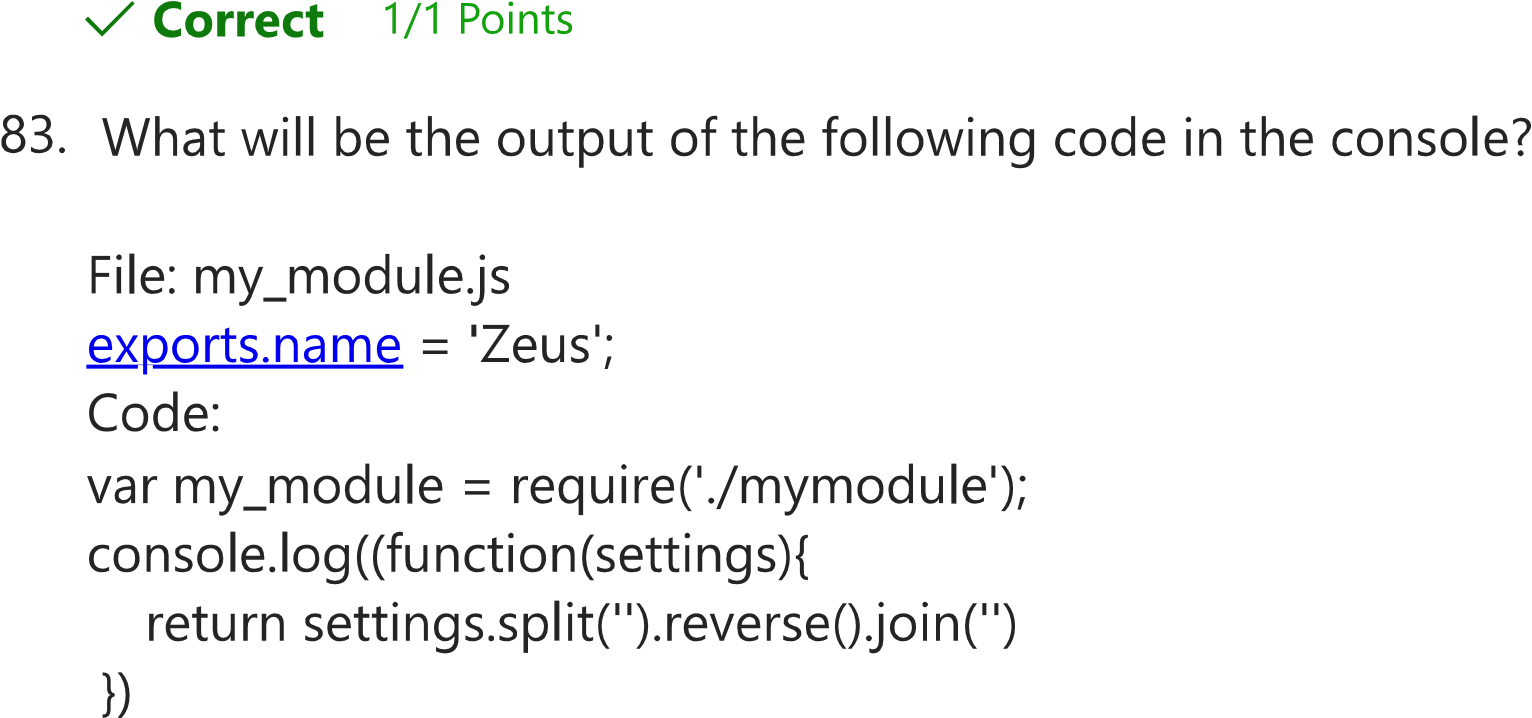 ✓ Correct 1/1 Points
83. What will be the output of the following code in the console?
File: my_module.js
exports.name = 'Zeus';
Code:
var my_module = require('./mymodule');
console.log((function(settings){
return settings.split('').reverse().join('')
})